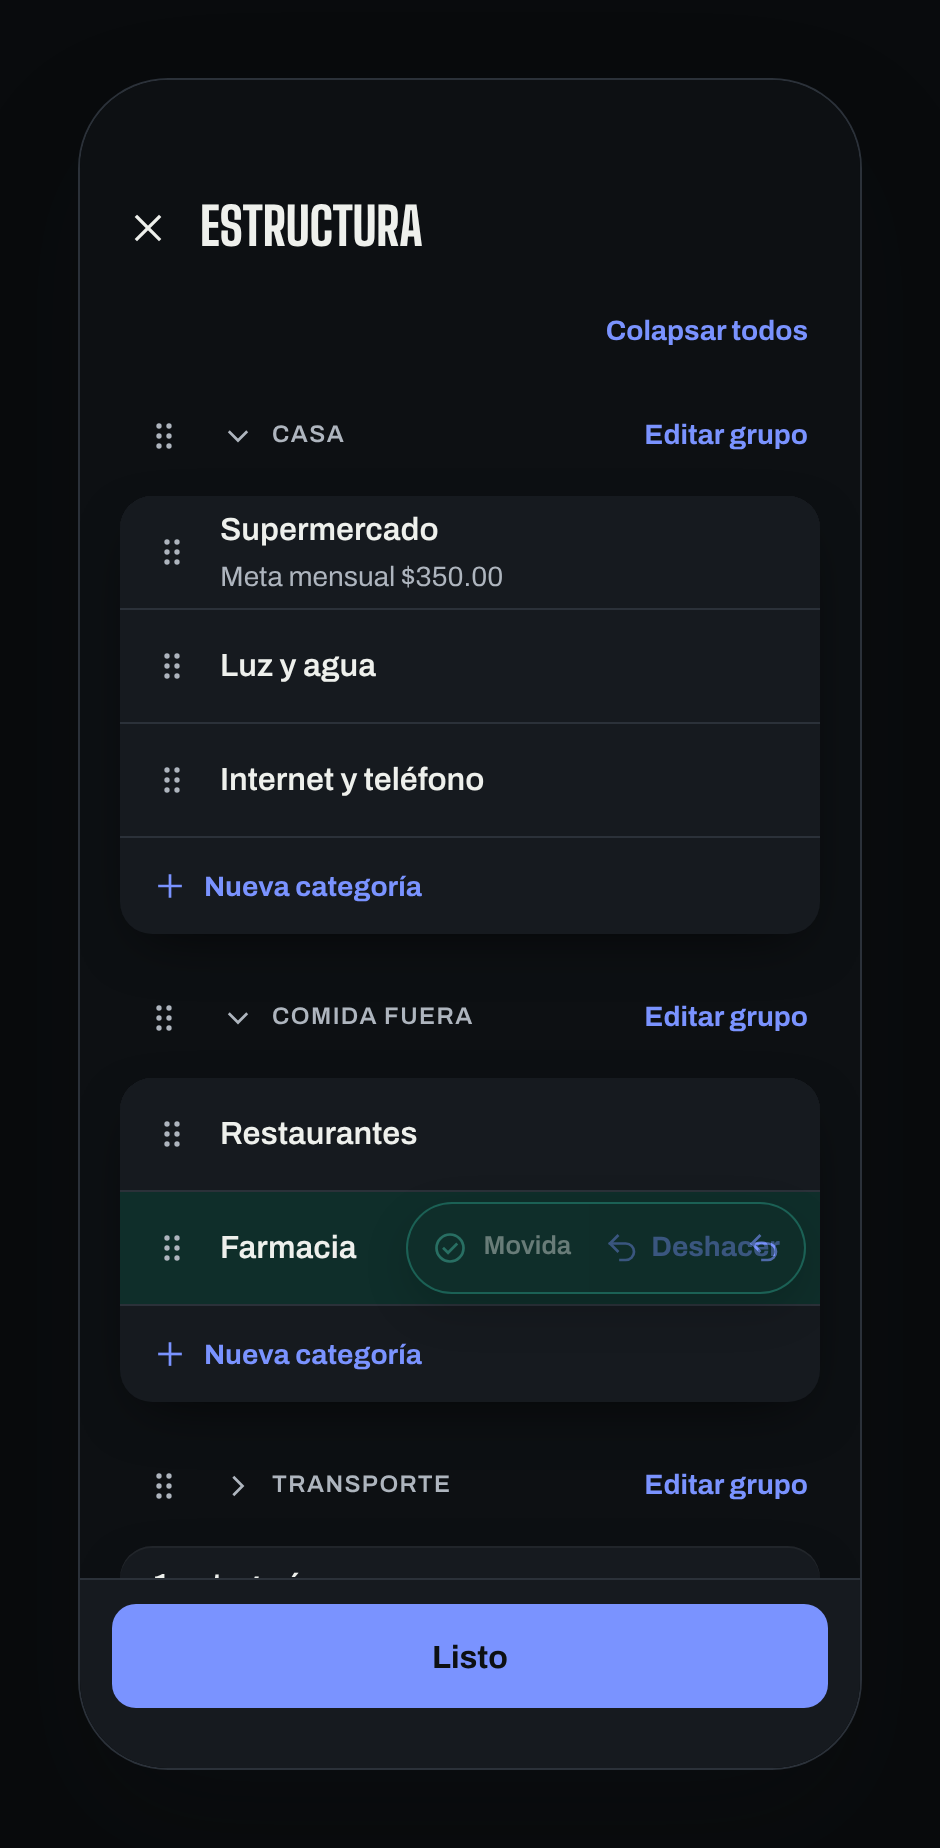 ESTRUCTURA
Colapsar todos
CASA
Editar grupo
Supermercado
Meta mensual $350.00
Luz y agua
Internet y teléfono
Nueva categoría
COMIDA FUERA
Editar grupo
Restaurantes
Farmacia
Movida
Deshacer
Nueva categoría
TRANSPORTE
Editar grupo
Listo